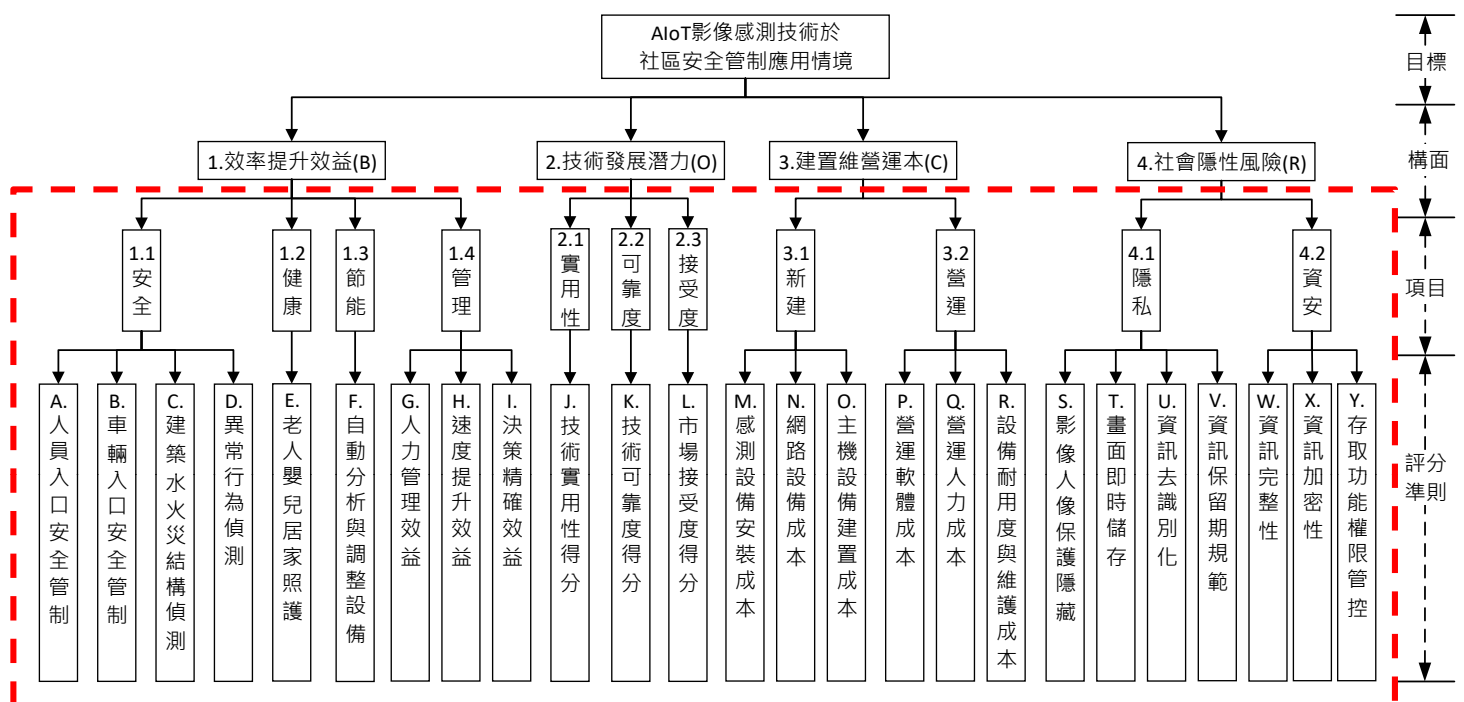 AIoT影像感測技術於
社區安全管制應用情境
目標
1.效率提升效益(B)
2.技術發展潛力(O)
3.建置維營運本(C)
4.社會隱性風險(R)
構面
1.1安全
1.2健康
1.3節能
1.4管理
2.1實用性
2.2可靠度
2.3接受度
3.1新建
3.2營運
4.1隱私
4.2資安
項目
A.人員入口安全管制
B.車輛入口安全管制
C.建築水火災結構偵測
D.異常行為偵測
E.老人嬰兒居家照護
F.自動分析與調整設備
G.人力管理效益
H.速度提升效益
I.決策精確效益
J.技術實用性得分
K.技術可靠度得分
L.市場接受度得分
M.感測設備安裝成本
N.網路設備成本
O.主機設備建置成本
P.營運軟體成本
Q.營運人力成本
R.設備耐用度與維護成本
S.影像人像保護隱藏
T.畫面即時儲存
U.資訊去識別化
V.資訊保留期規範
W.資訊完整性
X.資訊加密性
Y.存取功能權限管控
評分
準則